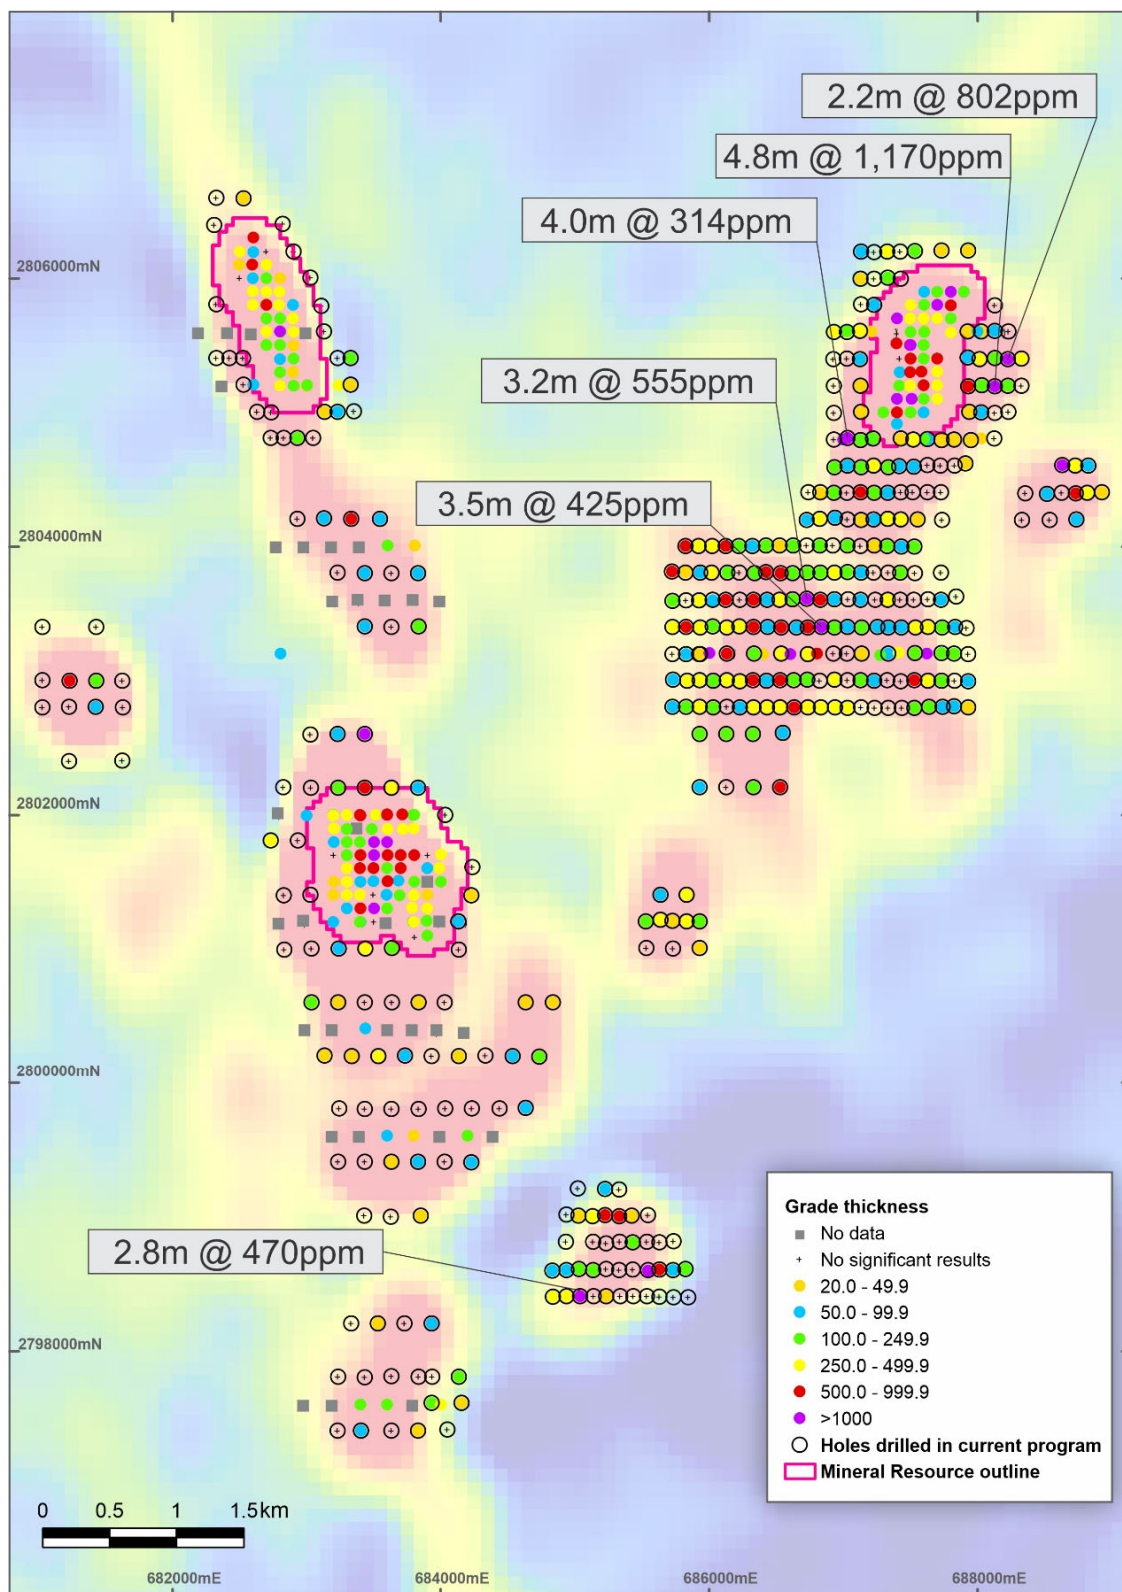 2.2m @ 802ppm
4.8m @ 1,170ppm
4.0m @ 314ppm
2806000mN
3.2m @ 555ppm
3.5m @ 425ppm
2804000mN
2802000mN
2800000mN
Grade thickness
No data
No significant results
20.0 - 49.9
50.0 - 99.9
100.0 - 249.9
250.0 - 499.9
500.0 - 999.9
>1000
Holes drilled in current program
Mineral Resource outline
2.8m @ 470ppm
2798000mN
0 0.5 1 1.5km
682000mE 684000mE 686000mE 688000mE